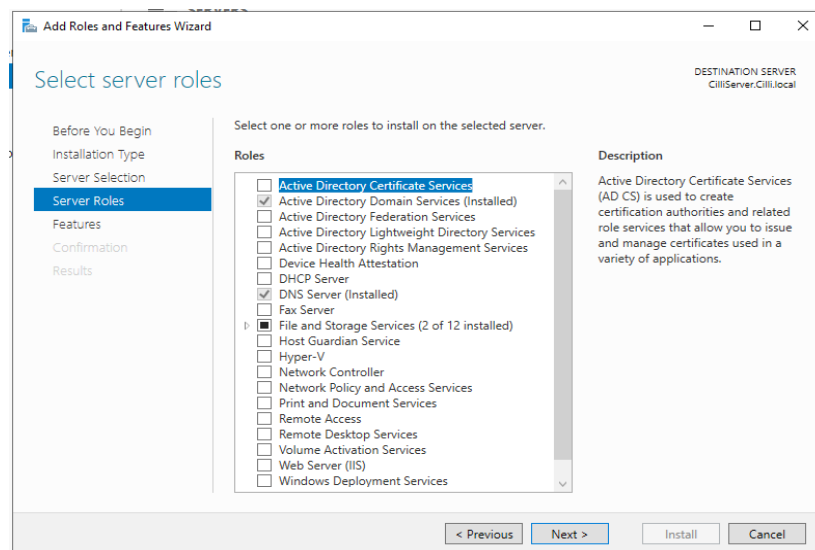 Add Roles and Features Wizard
Select server roles
DESTINATION SERVER
CilliServer.Cilli.local
Before You Begin
Installation Type
Server Selection
Server Roles
Features
Confirmation
Results
Select one or more roles to install on the selected server.
Roles
Active Directory Certificate Services
Active Directory Domain Services (Installed)
Active Directory Federation Services
Active Directory Lightweight Directory Services
Active Directory Rights Management Services
Device Health Attestation
DHCP Server
DNS Server (Installed)
Fax Server
File and Storage Services (2 of 12 installed)
Host Guardian Service
Hyper-V
Network Controller
Network Policy and Access Services
Print and Document Services
Remote Access
Remote Desktop Services
Volume Activation Services
Web Server (IIS)
Windows Deployment Services
Description
Active Directory Certificate Services
(AD CS) is used to create
certification authorities and related
role services that allow you to issue
and manage certificates used in a
variety of applications.
< Previous
Next >
Install
Cancel